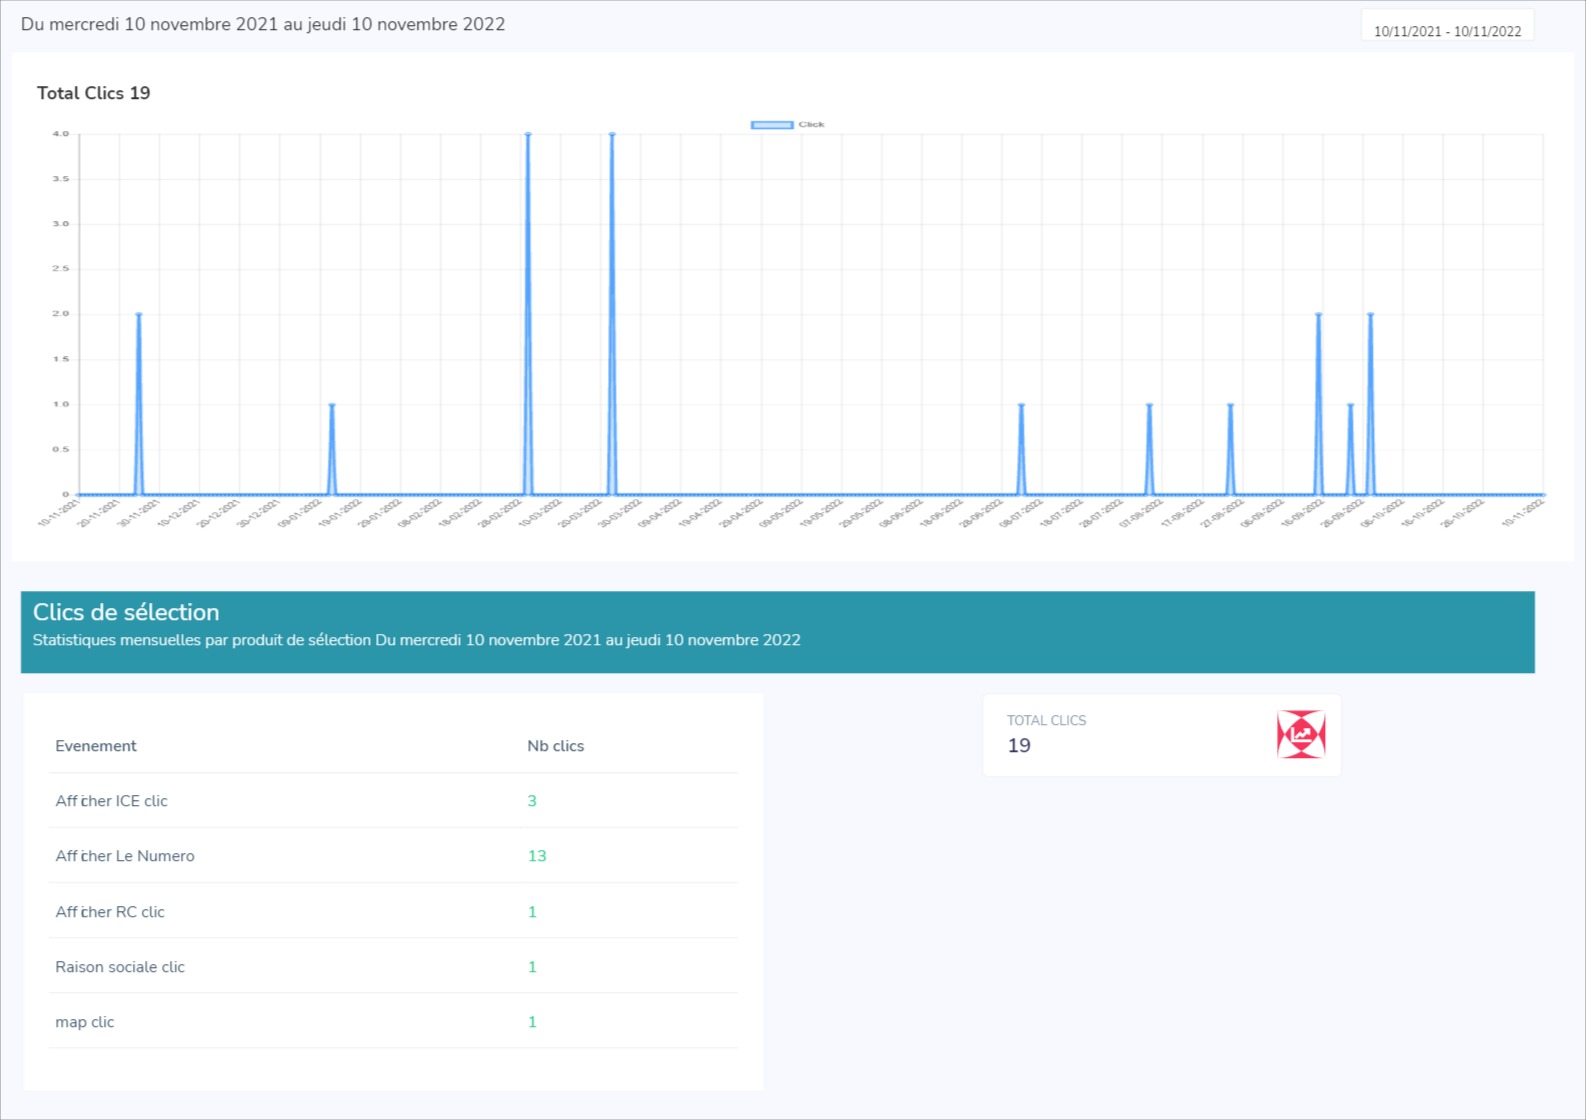 Du mercredi 10 novembre 2021 au jeudi 10 novembre 2022
10/11/2021 - 10/11/2022
Total Clics 19
Click
4.0
3.5
3.0
2.5
2.0
1.5
1.0
0.5
0
10-11-2021 20-11-2021 30-11-2021 10-12-2021 20-12-2021 30-12-2021 09-01-2022 19-01-2022 29-01-2022 08-02-2022 18-02-2022 28-02-2022 10-03-2022 20-03-2022 30-03-2022 09-04-2022 19-04-2022 29-04-2022 09-05-2022 19-05-2022 29-05-2022 08-06-2022 18-06-2022 28-06-2022 08-07-2022 18-07-2022 28-07-2022 07-08-2022 17-08-2022 27-08-2022 06-09-2022 16-09-2022 26-09-2022 06-10-2022 16-10-2022 26-10-2022 10-11-2022
Clics de sélection
Statistiques mensuelles par produit de sélection Du mercredi 10 novembre 2021 au jeudi 10 novembre 2022
Evenement Nb clics
Afficher ICE clic 3
Afficher Le Numero 13
Afficher RC clic 1
Raison sociale clic 1
map clic 1
TOTAL CLICS
19